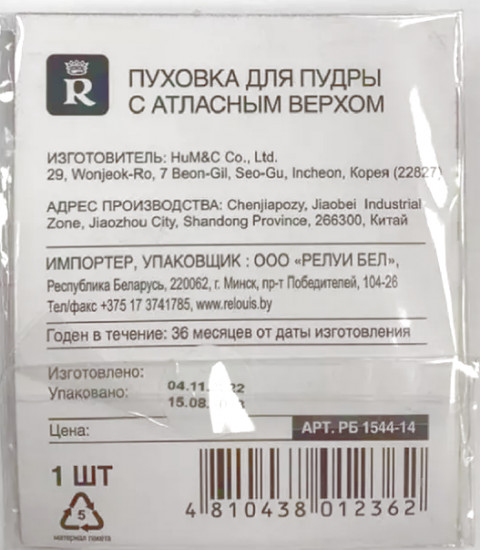 R
ПУХОВКА ДЛЯ ПУДРЫ
С АТЛАСНЫМ ВЕРХОМ
ИЗГОТОВИТЕЛЬ: HuM&C Co., Ltd.
29, Wonjeok-Ro, 7 Beon-Gil, Seo-Gu, Incheon, Корея (22827)
АДРЕС ПРОИЗВОДСТВА: Chenjiapozy, Jiaobei Industrial
Zone, Jiaozhou City, Shandong Province, 266300, Китай
ИМПОРТЕР, УПАКОВЩИК : ООО «РЕЛУИ БЕЛ»,
Республика Беларусь, 220062, г. Минск, пр-т Победителей, 104-26
Тел/факс +375 17 3741785, www.relouis.by
Годен в течение: 36 месяцев от даты изготовления
Изготовлено:
Упаковано:
Цена:
АРТ. РБ 1544-14
1 ШТ
5
материал пакета
4 810438 012362